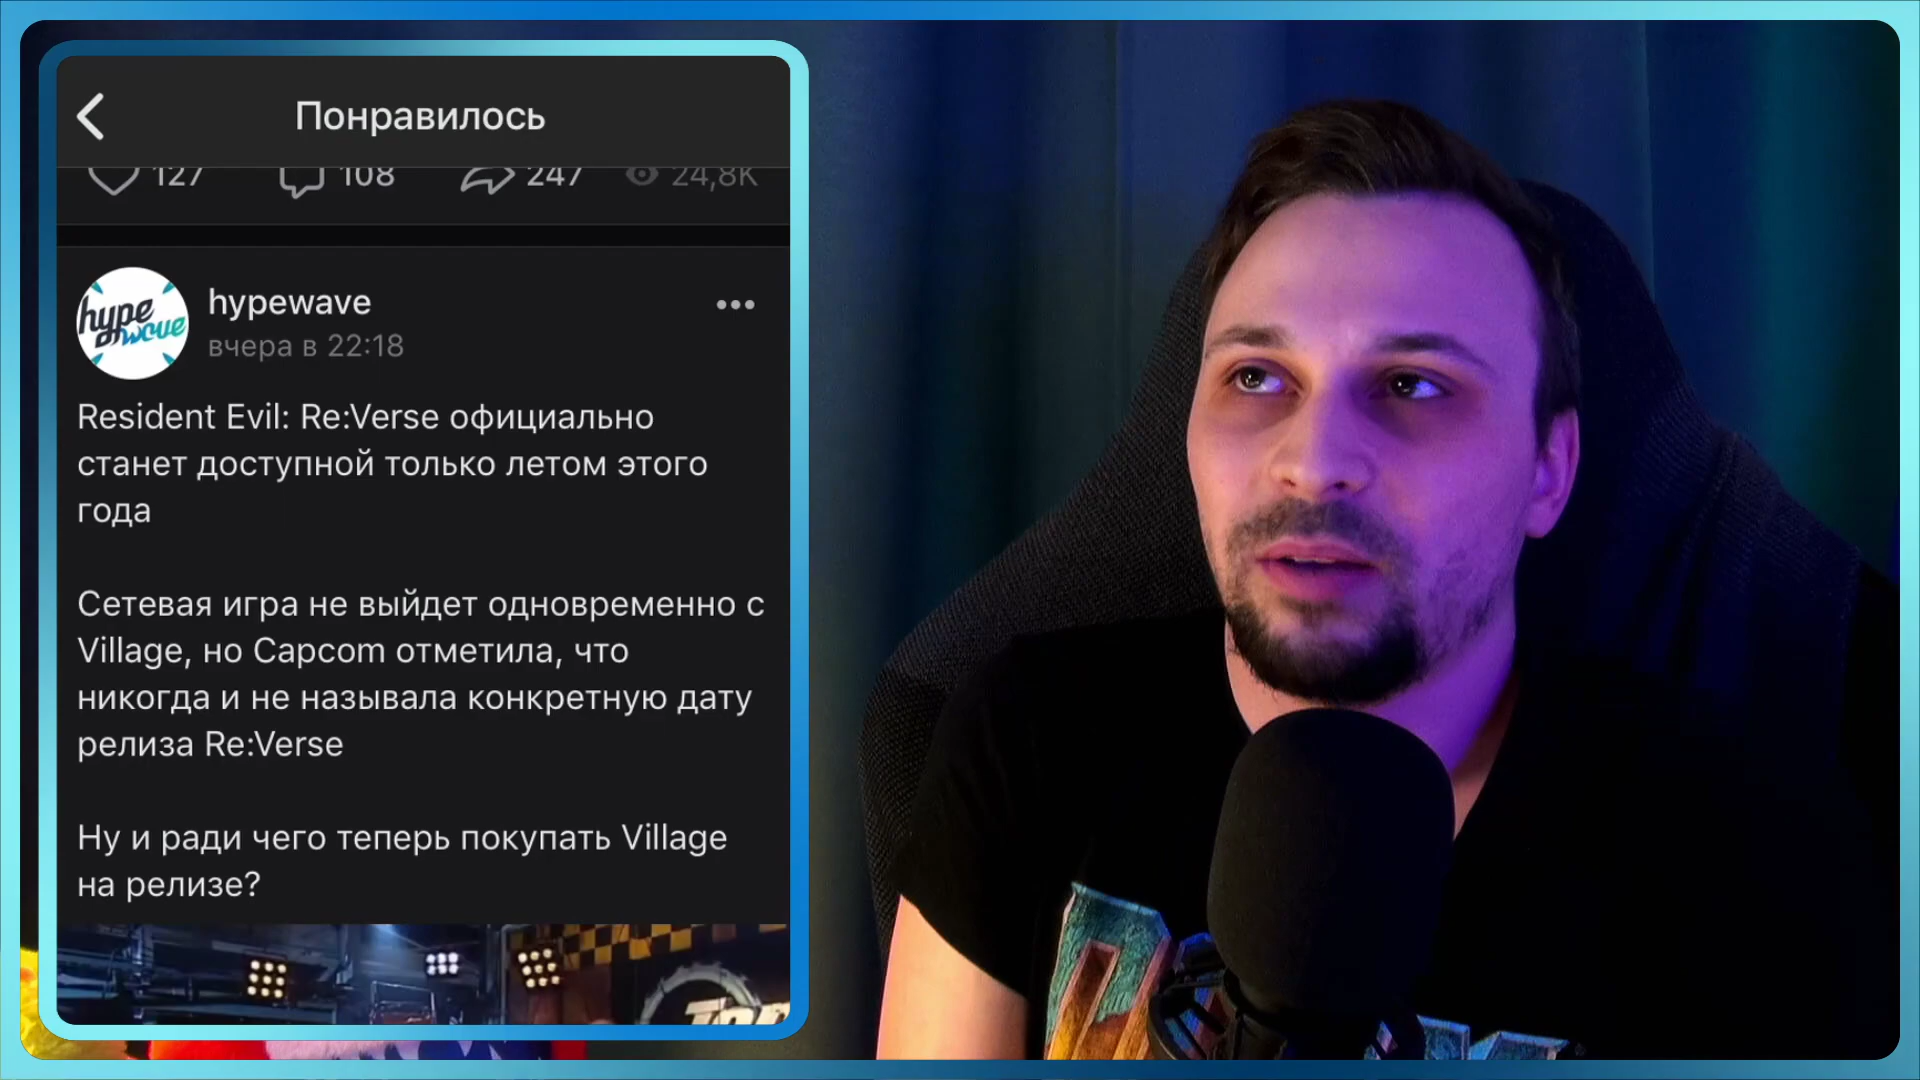 Понравилось
127 108 247 24,8K
hype wave
hypewave
вчера в 22:18
Resident Evil: Re:Verse официально
станет доступной только летом этого
года
Сетевая игра не выйдет одновременно с
Village, но Capcom отметила, что
никогда и не называла конкретную дату
релиза Re:Verse
Ну и ради чего теперь покупать Village
на релизе?